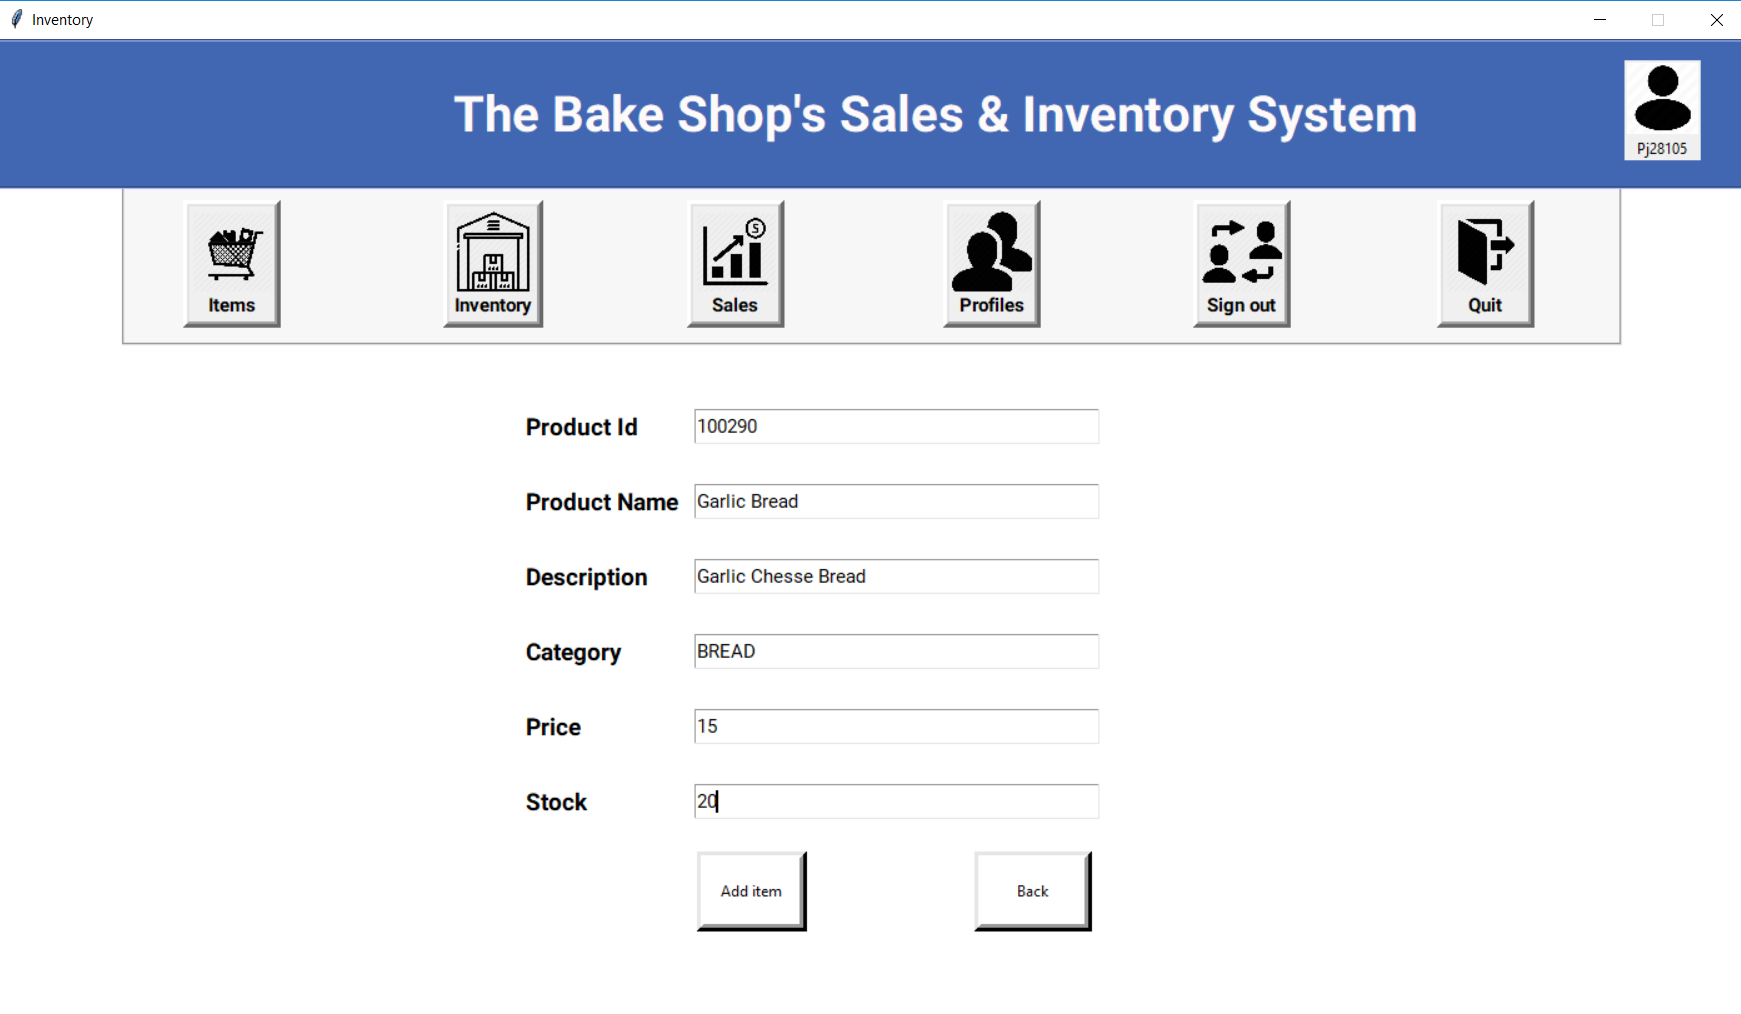 Inventory
The Bake Shop's Sales & Inventory System
Pj28105
Items Inventory Sales Profiles Sign out Quit
Product Id 100290
Product Name Garlic Bread
Description Garlic Chesse Bread
Category BREAD
Price 15
Stock 20
Add item Back